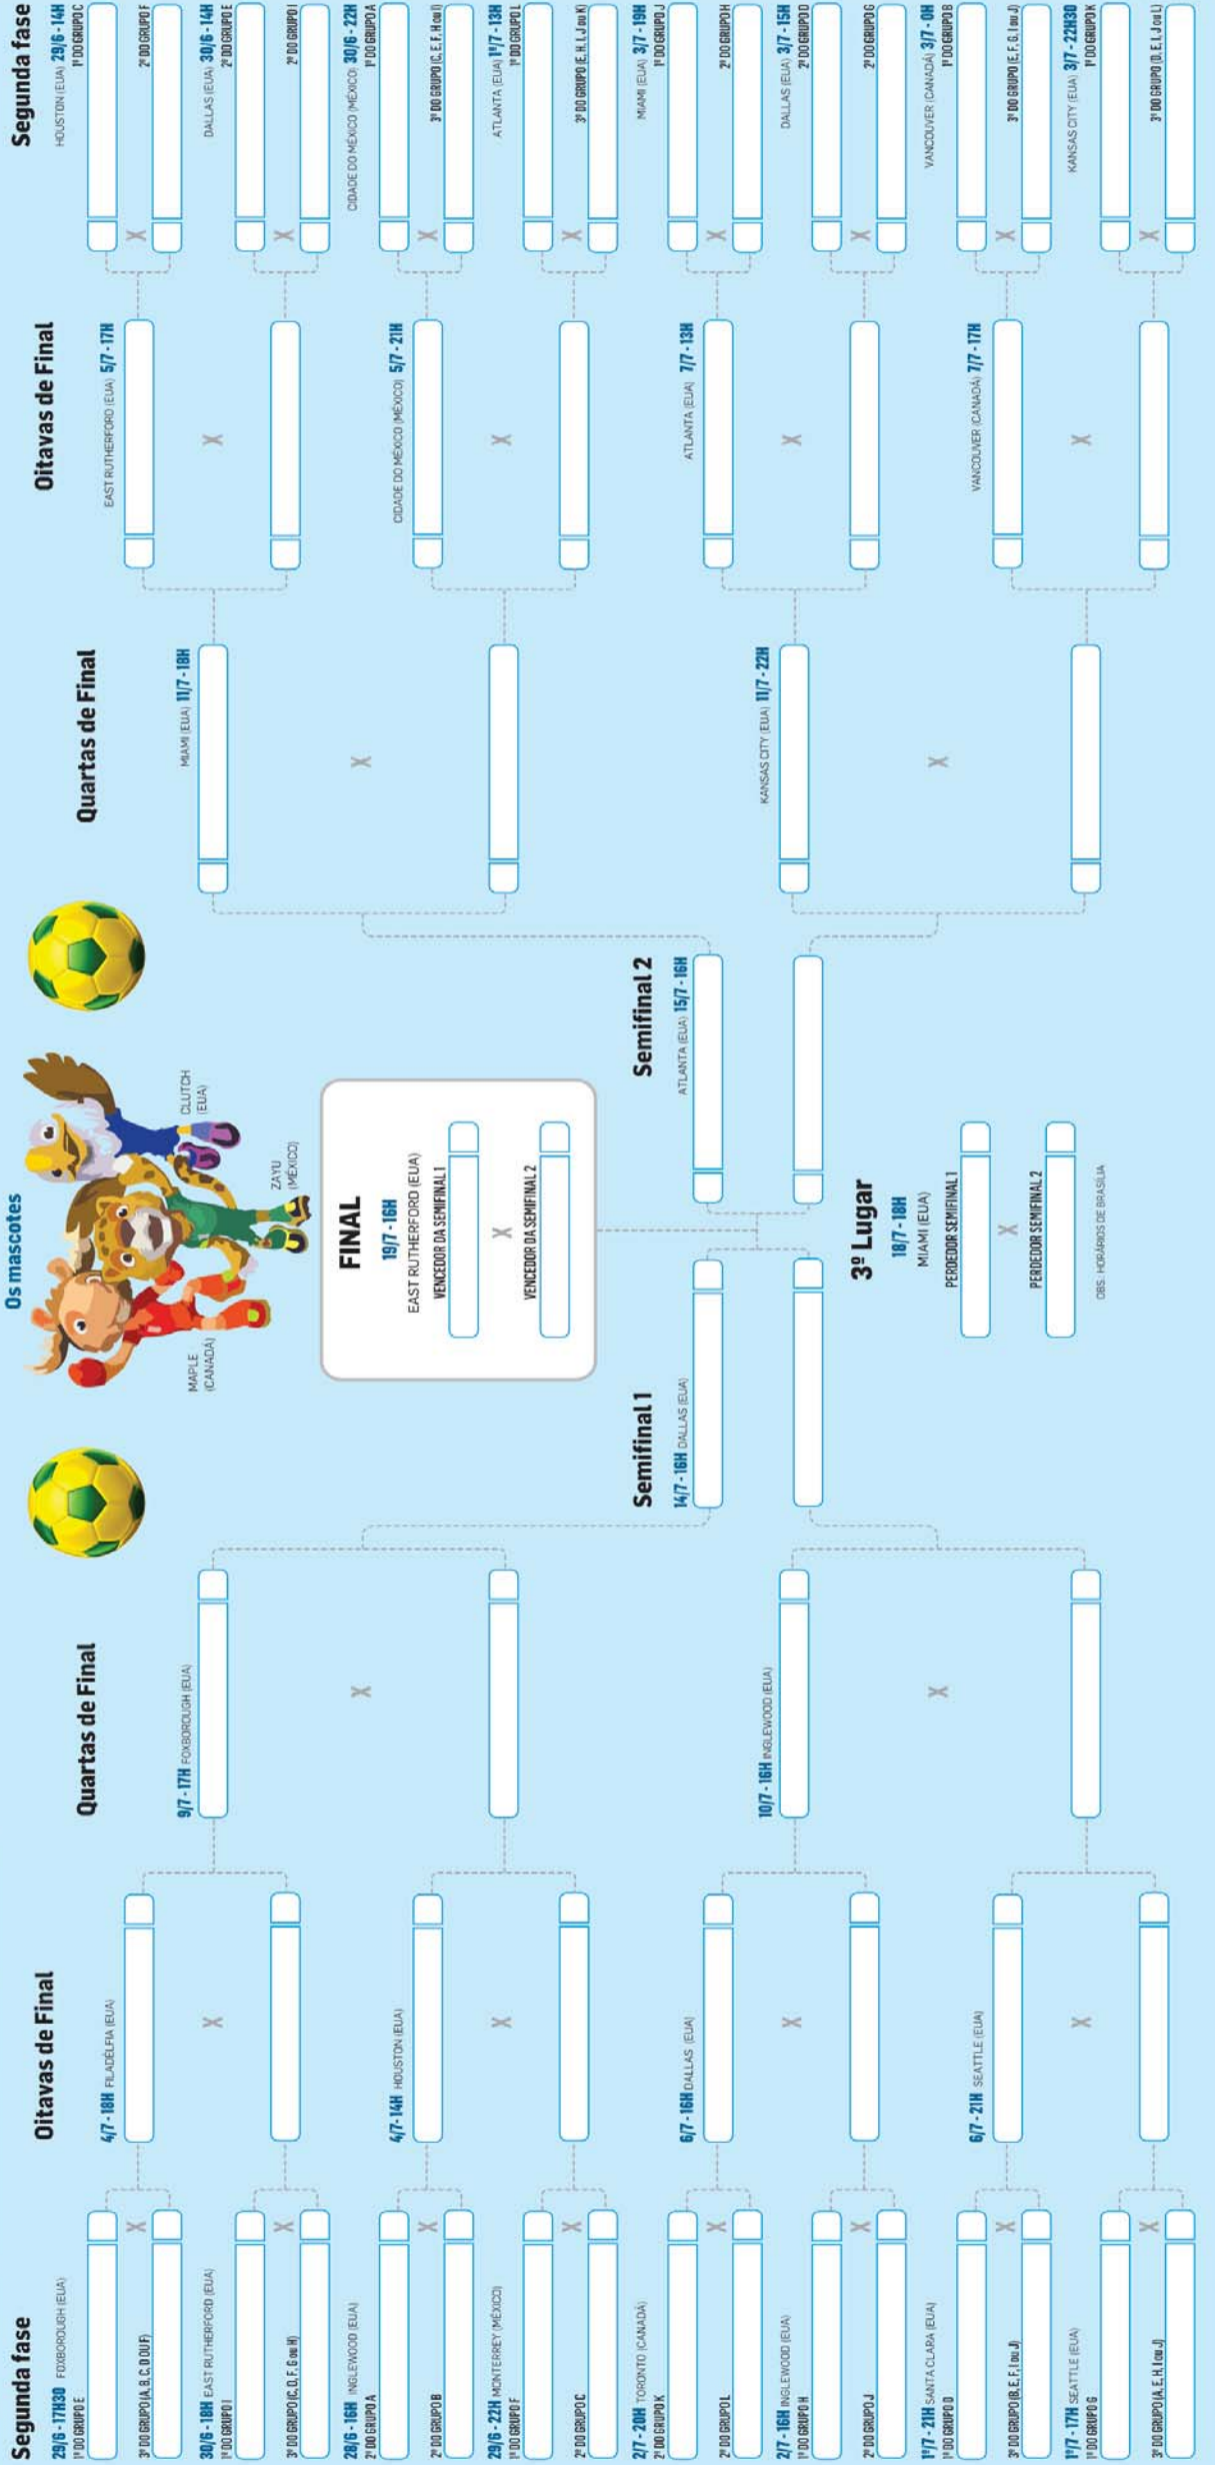 Segunda fase
29/6 - 17H30 FOXBOROUGH (EUA)
1º DO GRUPO E
X
3º DO GRUPO (A, B, C, D OU F)
30/6 - 18H EAST RUTHERFORD (EUA)
1º DO GRUPO I
X
3º DO GRUPO (C, D, F, G ou H)
28/6 - 16H INGLEWOOD (EUA)
2º DO GRUPO A
X
2º DO GRUPO B
29/6 - 22H MONTERREY (MÉXICO)
1º DO GRUPO F
X
2º DO GRUPO C
2/7 - 20H TORONTO (CANADÁ)
2º DO GRUPO K
X
2º DO GRUPO L
2/7 - 16H INGLEWOOD (EUA)
1º DO GRUPO H
X
2º DO GRUPO J
1º/7 - 21H SANTA CLARA (EUA)
1º DO GRUPO D
X
3º DO GRUPO (B, E, F, I ou J)
1º/7 - 17H SEATTLE (EUA)
1º DO GRUPO G
X
3º DO GRUPO (A, E, H, I ou J)
Oitavas de Final
4/7 - 18H FILADÉLFIA (EUA)
X
4/7 - 14H HOUSTON (EUA)
X
6/7 - 16H DALLAS (EUA)
X
6/7 - 21H SEATTLE (EUA)
X
Quartas de Final
9/7 - 17H FOXBOROUGH (EUA)
X
10/7 - 16H INGLEWOOD (EUA)
X
Semifinal 1
14/7 - 16H DALLAS (EUA)
Os mascotes
MAPLE
(CANADÁ)
ZAYU
(MÉXICO)
CLUTCH
(EUA)
FINAL
19/7 - 16H
EAST RUTHERFORD (EUA)
VENCEDOR DA SEMIFINAL 1
X
VENCEDOR DA SEMIFINAL 2
3º Lugar
18/7 - 18H
MIAMI (EUA)
PERDEDOR SEMIFINAL 1
X
PERDEDOR SEMIFINAL 2
OBS.: HORÁRIOS DE BRASÍLIA
Semifinal 2
ATLANTA (EUA) 15/7 - 16H
Quartas de Final
MIAMI (EUA) 11/7 - 18H
X
KANSAS CITY (EUA) 11/7 - 22H
X
Oitavas de Final
EAST RUTHERFORD (EUA) 5/7 - 17H
X
CIDADE DO MÉXICO (MÉXICO) 5/7 - 21H
X
ATLANTA (EUA) 7/7 - 13H
X
VANCOUVER (CANADÁ) 7/7 - 17H
X
Segunda fase
HOUSTON (EUA) 29/6 - 14H
1º DO GRUPO C
X
2º DO GRUPO F
DALLAS (EUA) 30/6 - 14H
2º DO GRUPO E
X
2º DO GRUPO I
CIDADE DO MÉXICO (MÉXICO) 30/6 - 22H
1º DO GRUPO A
X
3º DO GRUPO (C, E, F, H ou I)
ATLANTA (EUA) 1º/7 - 13H
1º DO GRUPO L
X
3º DO GRUPO (E, H, I, J ou K)
MIAMI (EUA) 3/7 - 19H
1º DO GRUPO J
X
2º DO GRUPO H
DALLAS (EUA) 3/7 - 15H
2º DO GRUPO D
X
2º DO GRUPO G
VANCOUVER (CANADÁ) 3/7 - 0H
1º DO GRUPO B
X
3º DO GRUPO (E, F, G, I ou J)
KANSAS CITY (EUA) 3/7 - 22H30
1º DO GRUPO K
X
3º DO GRUPO (D, E, I, J ou L)